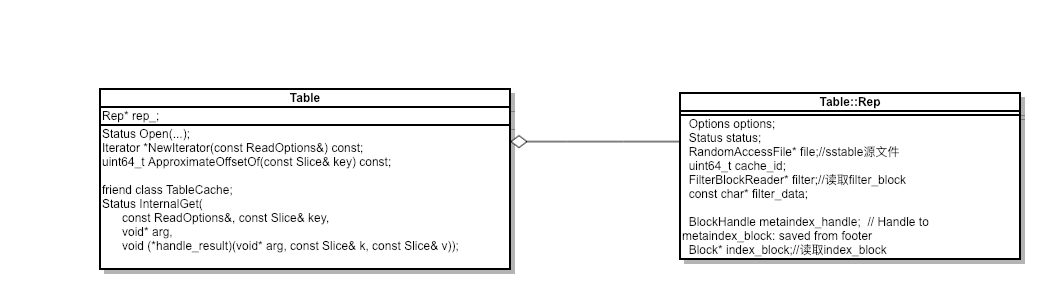 Table
Rep* rep_;
Status Open(...);
Iterator *NewIterator(const ReadOptions&) const;
uint64_t ApproximateOffsetOf(const Slice& key) const;
friend class TableCache;
Status InternalGet(
const ReadOptions&, const Slice& key,
void* arg,
void (*handle_result)(void* arg, const Slice& k, const Slice& v));
Table::Rep
Options options;
Status status;
RandomAccessFile* file;//sstable源文件
uint64_t cache_id;
FilterBlockReader* filter;//读取filter_block
const char* filter_data;
BlockHandle metaindex_handle;  // Handle to
metaindex_block: saved from footer
Block* index_block;//读取index_block